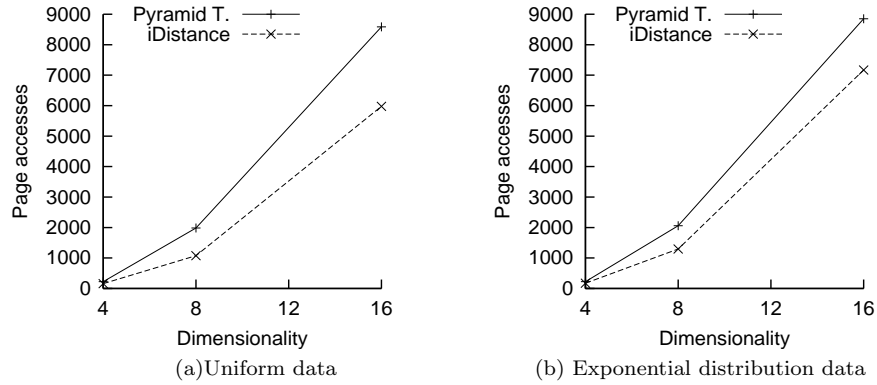 Pyramid T.
iDistance
Page accesses
9000
8000
7000
6000
5000
4000
3000
2000
1000
0
4 8 12 16
Dimensionality
(a)Uniform data
Pyramid T.
iDistance
Page accesses
9000
8000
7000
6000
5000
4000
3000
2000
1000
0
4 8 12 16
Dimensionality
(b) Exponential distribution data